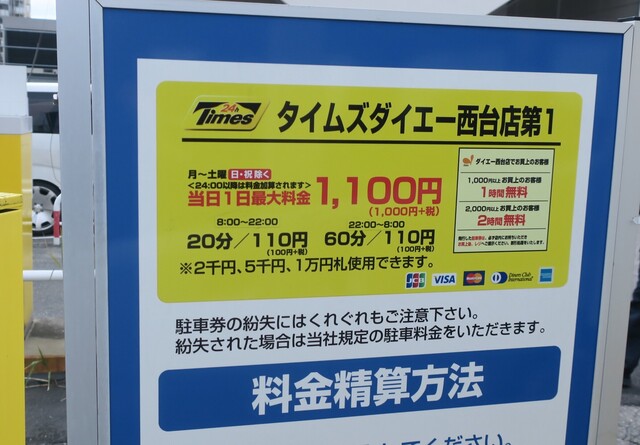 24h
Times
タイムズダイエー西台店第1
月～土曜 日・祝除く
<24:00以降は料金加算されます>
当日1日最大料金 1,100円
(1,000円+税)
8:00～22:00
20分／110円
(100円+税)
22:00～8:00
60分／110円
(100円+税)
※2千円、5千円、1万円札使用できます。
ダイエー西台店でお買上のお客様
1,000円以上お買上のお客様
1時間無料
2,000円以上お買上のお客様
2時間無料
JCB VISA MasterCard Diners Club International
駐車券の紛失にはくれぐれもご注意下さい。
紛失された場合は当社規定の駐車料金をいただきます。
料金精算方法